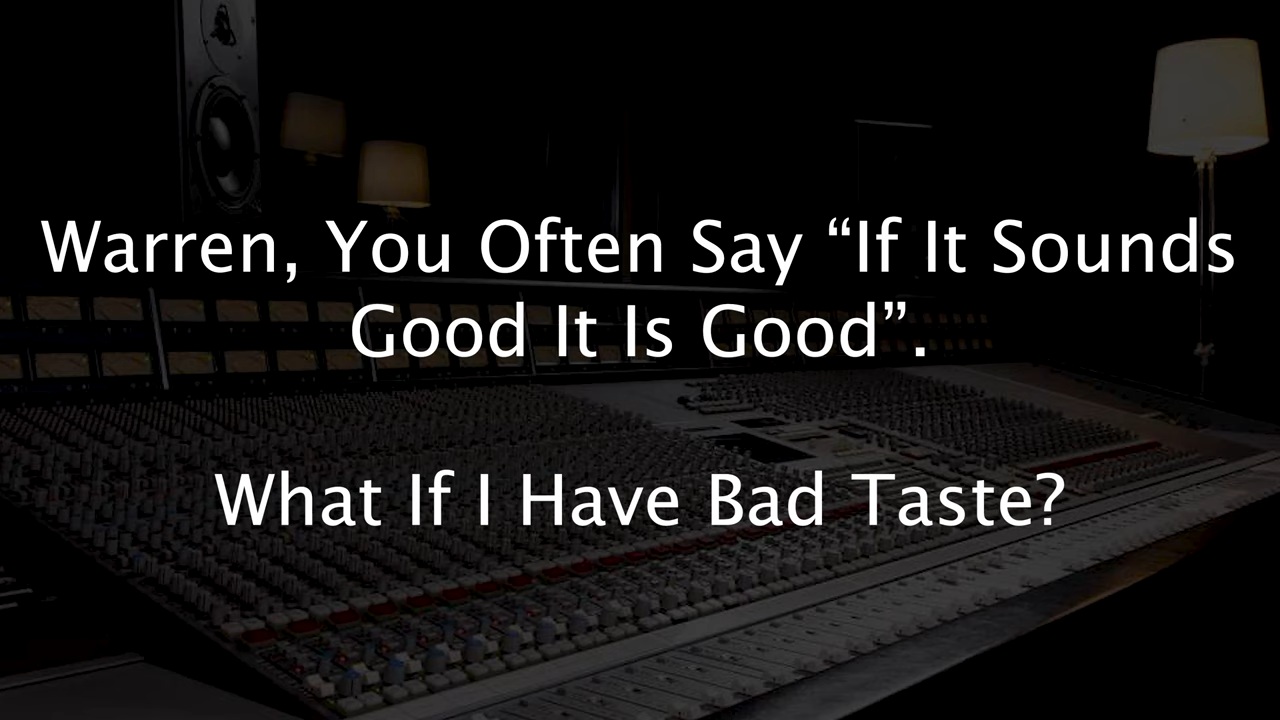 Warren, You Often Say “If It Sounds
Good It Is Good”.
What If I Have Bad Taste?